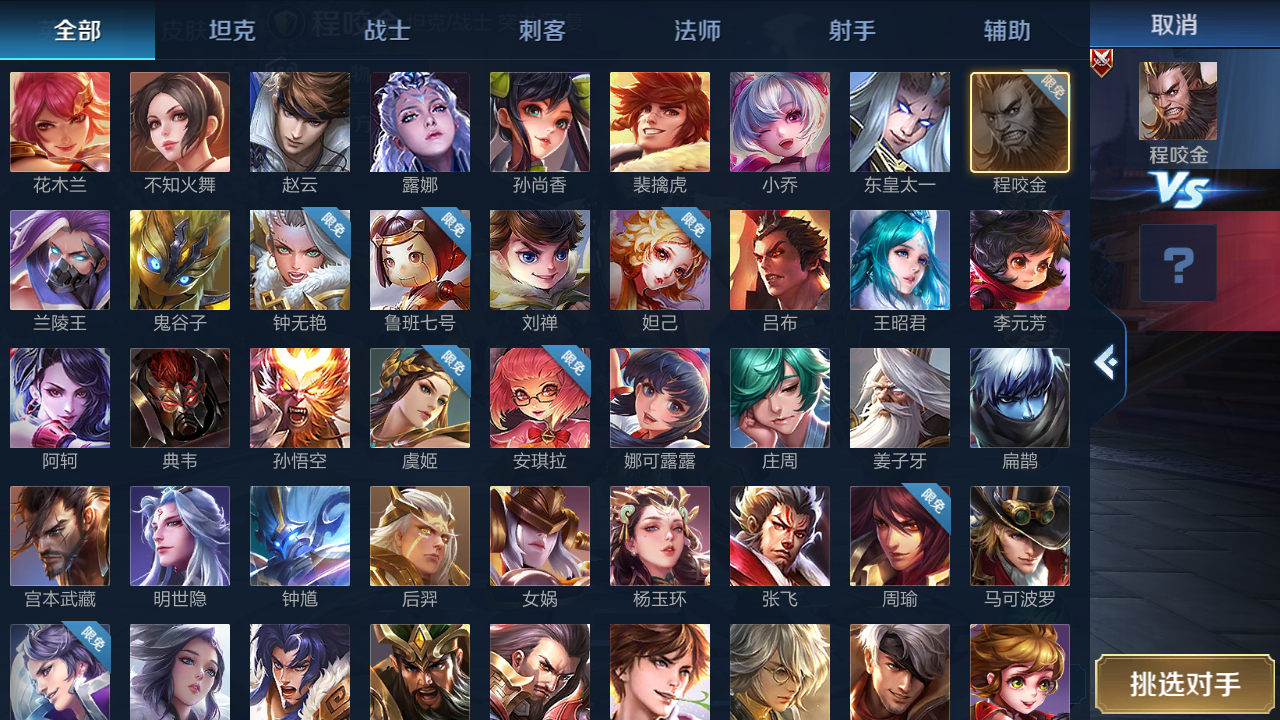 全部 坦克 战士 刺客 法师 射手 辅助 取消
限免
花木兰 不知火舞 赵云 露娜 孙尚香 裴擒虎 小乔 东皇太一 程咬金
程咬金
VS
限免 限免 限免
兰陵王 鬼谷子 钟无艳 鲁班七号 刘禅 妲己 吕布 王昭君 李元芳
?
限免 限免
阿轲 典韦 孙悟空 虞姬 安琪拉 娜可露露 庄周 姜子牙 扁鹊
限免
宫本武藏 明世隐 钟馗 后羿 女娲 杨玉环 张飞 周瑜 马可波罗
限免
挑选对手